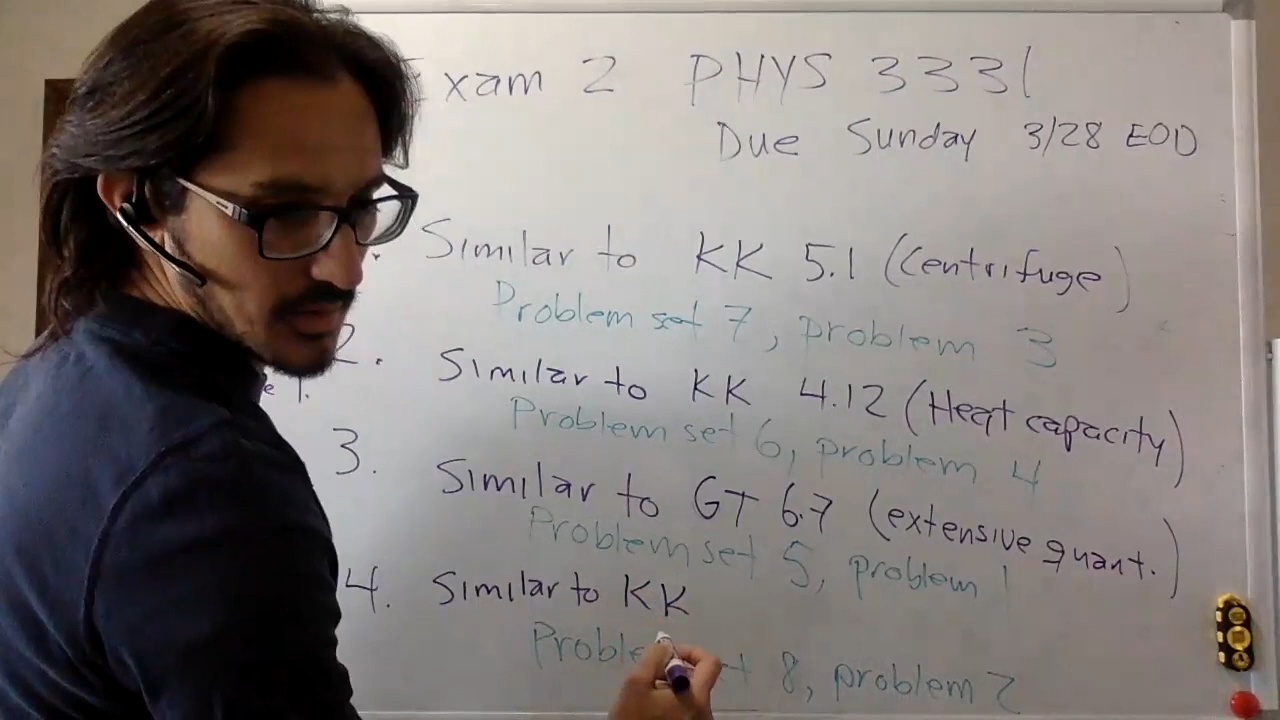 Exam 2 PHYS 3331
Due Sunday 3/28 EOD
. Similar to KK 5.1 (Centrifuge)
Problem set 7, problem 3
2. Similar to KK 4.12 (Heat capacity)
Problem set 6, problem 4
3. Similar to GT 6.7 (extensive quant.)
Problem set 5, problem 1
4. Similar to KK
8, problem 2